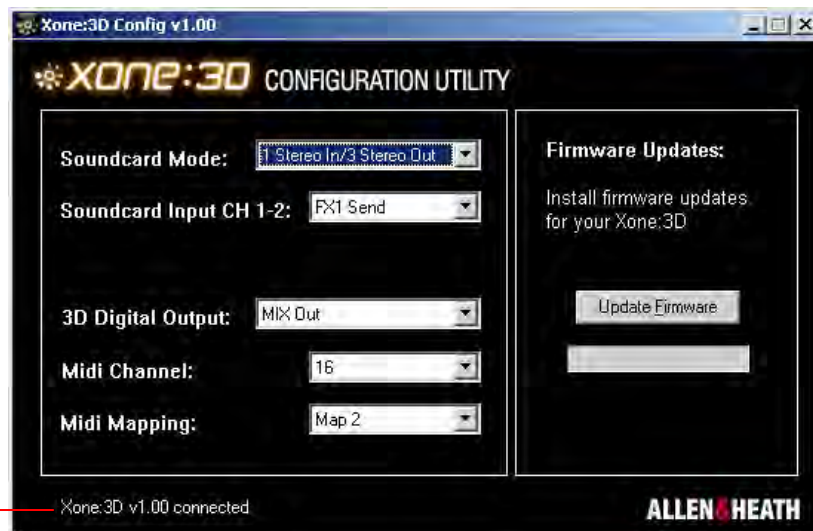 Xone:3D Config v1.00
XONE:3D CONFIGURATION UTILITY
Soundcard Mode: 1 Stereo In/3 Stereo Out
Soundcard Input CH 1-2: FX1 Send
3D Digital Output: MIX Out
Midi Channel: 16
Midi Mapping: Map 2
Firmware Updates:
Install firmware updates
for your Xone:3D
Update Firmware
Xone:3D v1.00 connected
ALLEN&HEATH